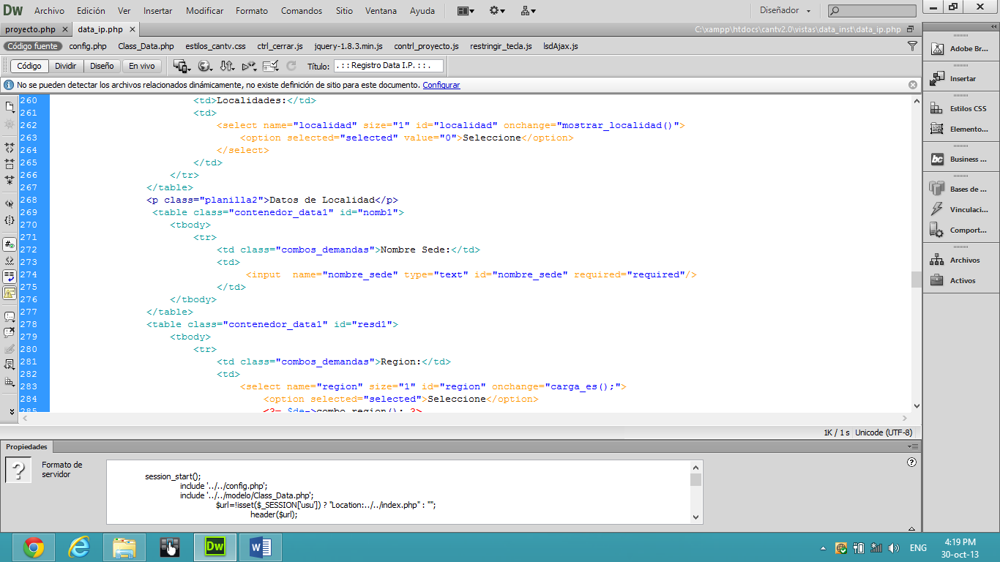 Dw Archivo Edición Ver Insertar Modificar Formato Comandos Sitio Ventana Ayuda Diseñador
proyecto.php data_ip.php C:\xampp\htdocs\cantv2.0\vistas\data_inst\data_ip.php
Código fuente config.php Class_Data.php estilos_cantv.css ctrl_cerrar.js jquery-1.8.3.min.js contrl_proyecto.js restringir_tecla.js lsdAjax.js
Código Dividir Diseño En vivo Título: . : : Registro Data I.P. : : .
No se pueden detectar los archivos relacionados dinámicamente, no existe definición de sitio para este documento. Configurar
260 <td>Localidades:</td>
261 <td>
262 <select name="localidad" size="1" id="localidad" onchange="mostrar_localidad()">
263 <option selected="selected" value="0">Seleccione</option>
264 </select>
265 </td>
266 </tr>
267 </table>
268 <p class="planilla2">Datos de Localidad</p>
269 <table class="contenedor_data1" id="nomb1">
270 <tbody>
271 <tr>
272 <td class="combos_demandas">Nombre Sede:</td>
273 <td>
274 <input  name="nombre_sede" type="text" id="nombre_sede" required="required"/>
275 </td>
276 </tbody>
277 </table>
278 <table class="contenedor_data1" id="resd1">
279 <tbody>
280 <tr>
281 <td class="combos_demandas">Region:</td>
282 <td>
283 <select name="region" size="1" id="region" onchange="carga_es();">
284 <option selected="selected">Seleccione</option>
285 <?= $de->combo_region(); ?>
1K / 1 s Unicode (UTF-8)
Adobe Br...
Insertar
Estilos CSS
Elemento...
bc Business ...
Bases de ...
Vinculaci...
Comport...
Archivos
Activos
Propiedades
? Formato de
servidor
session_start();
include '../../config.php';
include '../../modelo/Class_Data.php';
$url=!isset($_SESSION['usu']) ? "Location:../../index.php" : "";
header($url);
Dw W ENG 4:19 PM
30-oct-13